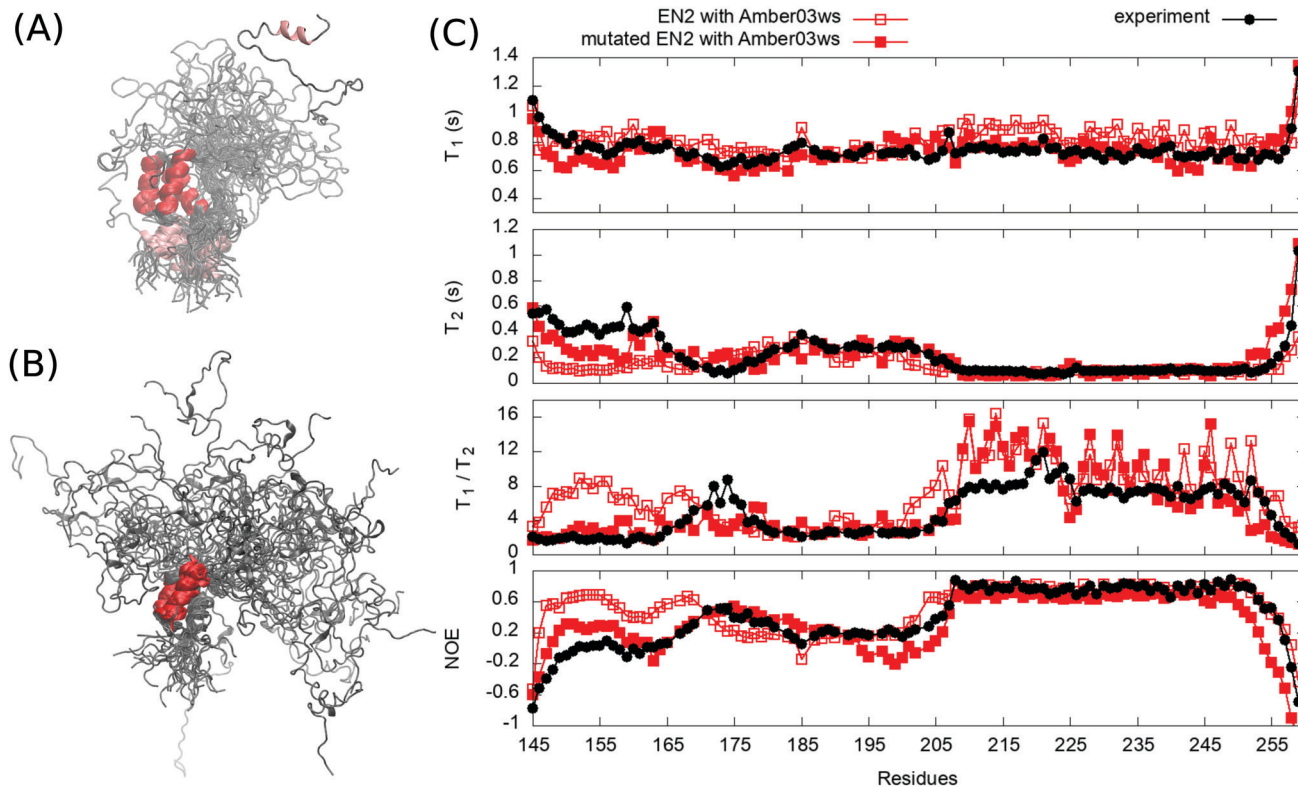 (A)
(B)
(C)
EN2 with Amber03ws
mutated EN2 with Amber03ws
experiment
T1 (s)
1.4
1.2
1
0.8
0.6
0.4
T2 (s)
1
0.8
0.6
0.4
0.2
0
T1 / T2
16
12
8
4
0
NOE
1
0.6
0.2
-0.2
-0.6
-1
145 155 165 175 185 195 205 215 225 235 245 255
Residues